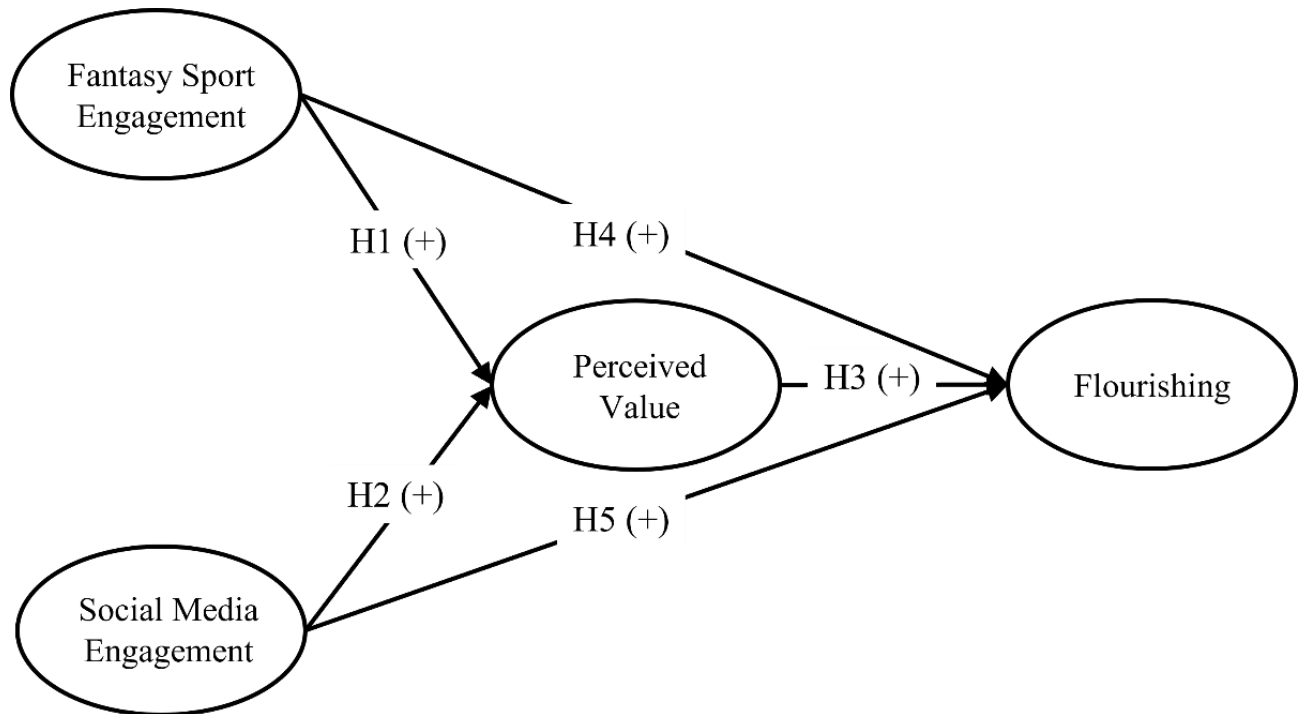 Fantasy Sport
Engagement
H1 (+)
H4 (+)
Perceived
Value
H3 (+)
Flourishing
H2 (+)
H5 (+)
Social Media
Engagement